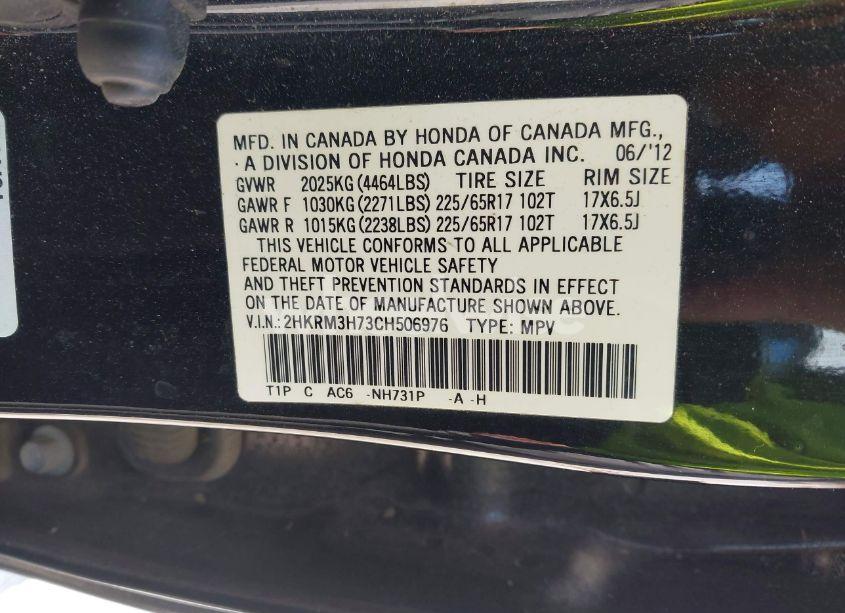 MFD. IN CANADA BY HONDA OF CANADA MFG.,
A DIVISION OF HONDA CANADA INC. 06/'12
GVWR 2025KG (4464LBS) TIRE SIZE RIM SIZE
GAWR F 1030KG (2271LBS) 225/65R17 102T 17X6.5J
GAWR R 1015KG (2238LBS) 225/65R17 102T 17X6.5J
THIS VEHICLE CONFORMS TO ALL APPLICABLE
FEDERAL MOTOR VEHICLE SAFETY
AND THEFT PREVENTION STANDARDS IN EFFECT
ON THE DATE OF MANUFACTURE SHOWN ABOVE.
V.I.N.: 2HKRM3H73CH506976 TYPE: MPV
T1P C AC6 -NH731P -A -H